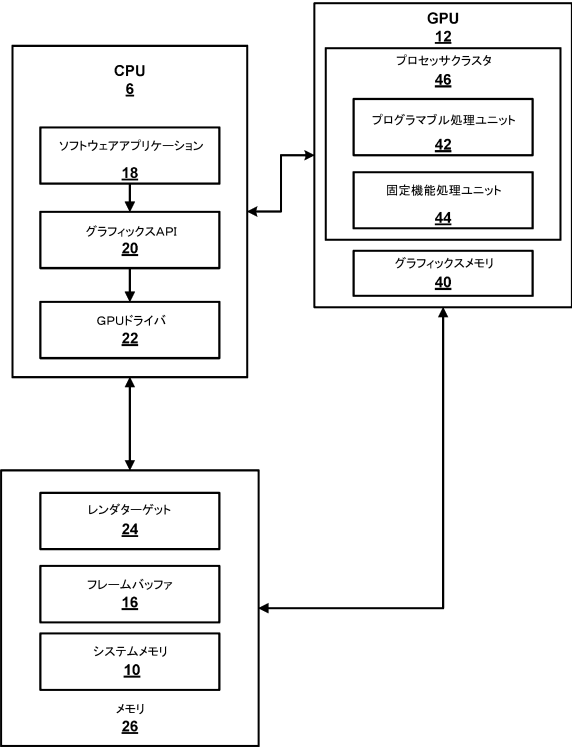 CPU
6
ソフトウェアアプリケーション
18
グラフィックスAPI
20
GPUドライバ
22
GPU
12
プロセッサクラスタ
46
プログラマブル処理ユニット
42
固定機能処理ユニット
44
グラフィックスメモリ
40
レンダターゲット
24
フレームバッファ
16
システムメモリ
10
メモリ
26